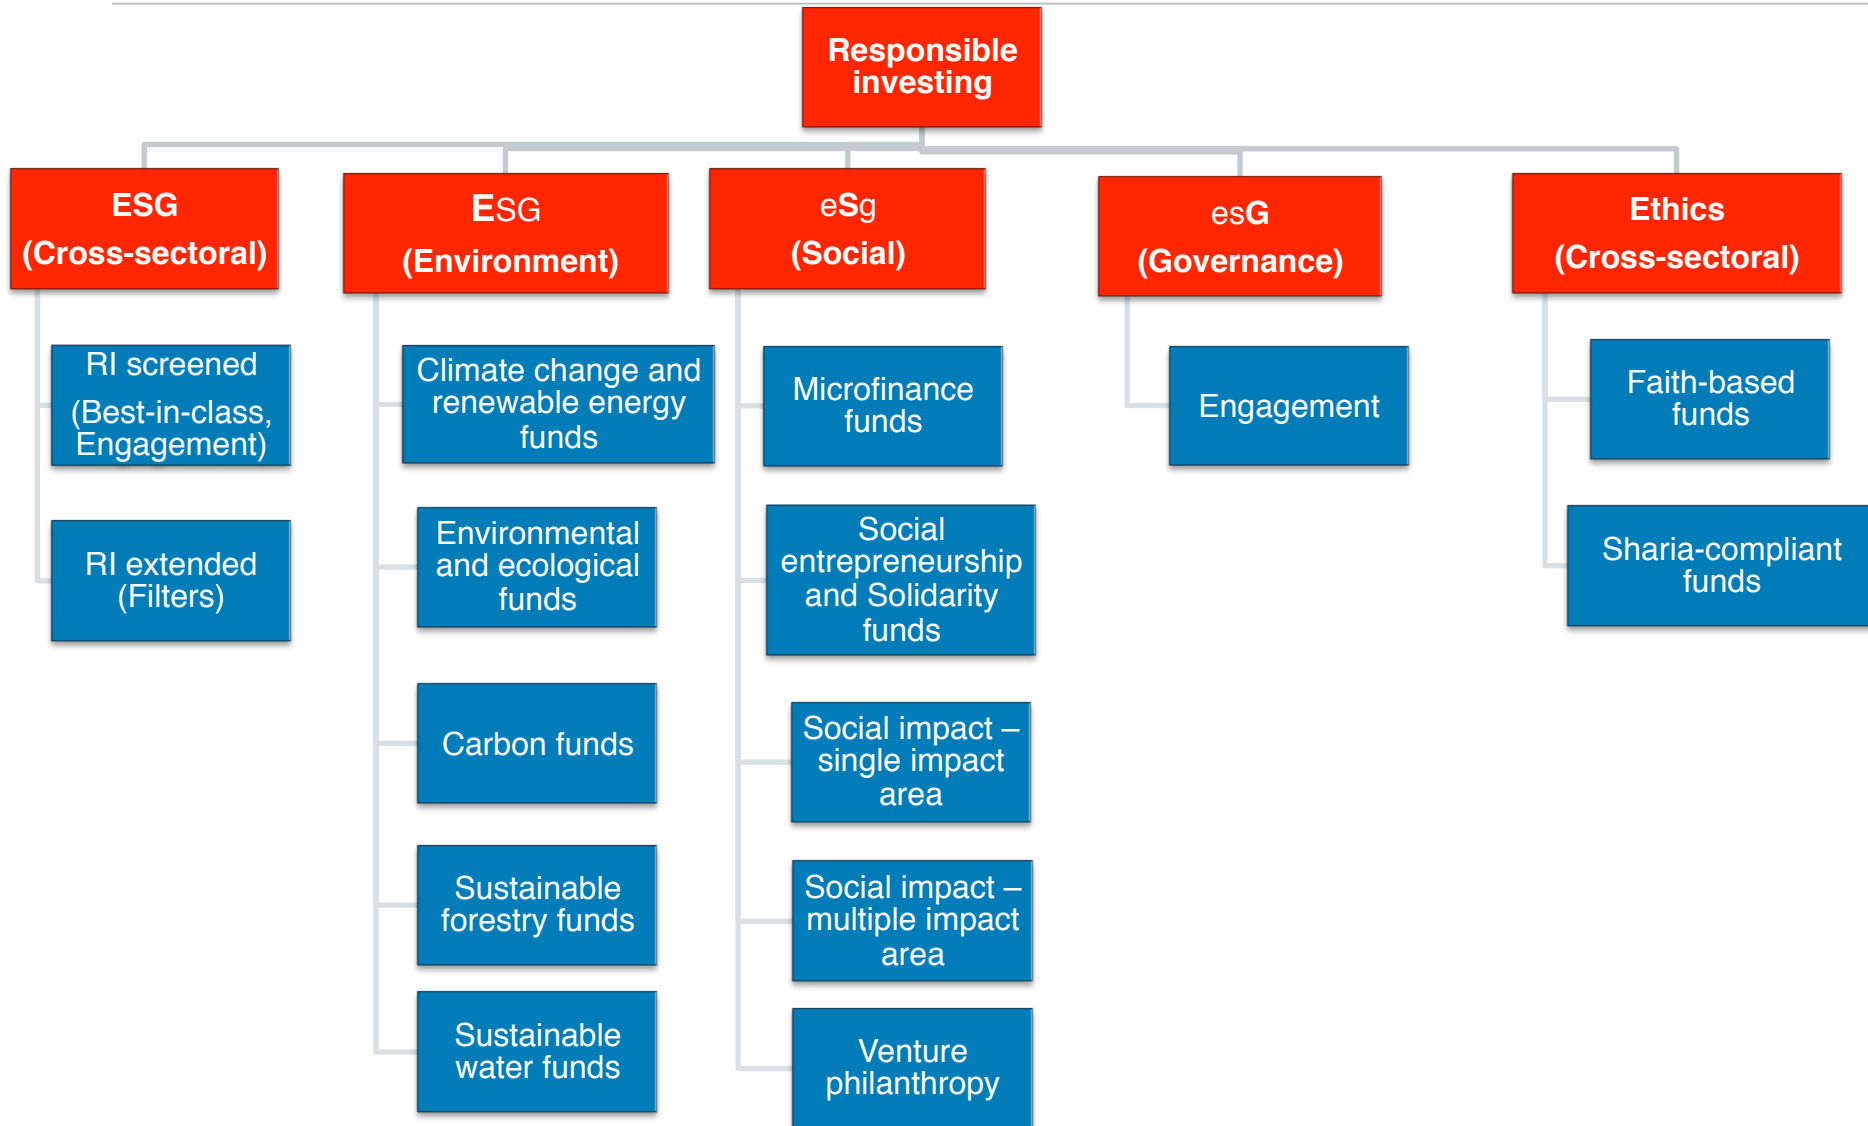 Responsible
investing
ESG
(Cross-sectoral)
ESG
(Environment)
eSg
(Social)
esG
(Governance)
Ethics
(Cross-sectoral)
RI screened
(Best-in-class,
Engagement)
RI extended
(Filters)
Climate change and
renewable energy
funds
Environmental
and ecological
funds
Carbon funds
Sustainable
forestry funds
Sustainable
water funds
Microfinance
funds
Social
entrepreneurship
and Solidarity
funds
Social impact –
single impact
area
Social impact –
multiple impact
area
Venture
philanthropy
Engagement
Faith-based
funds
Sharia-compliant
funds